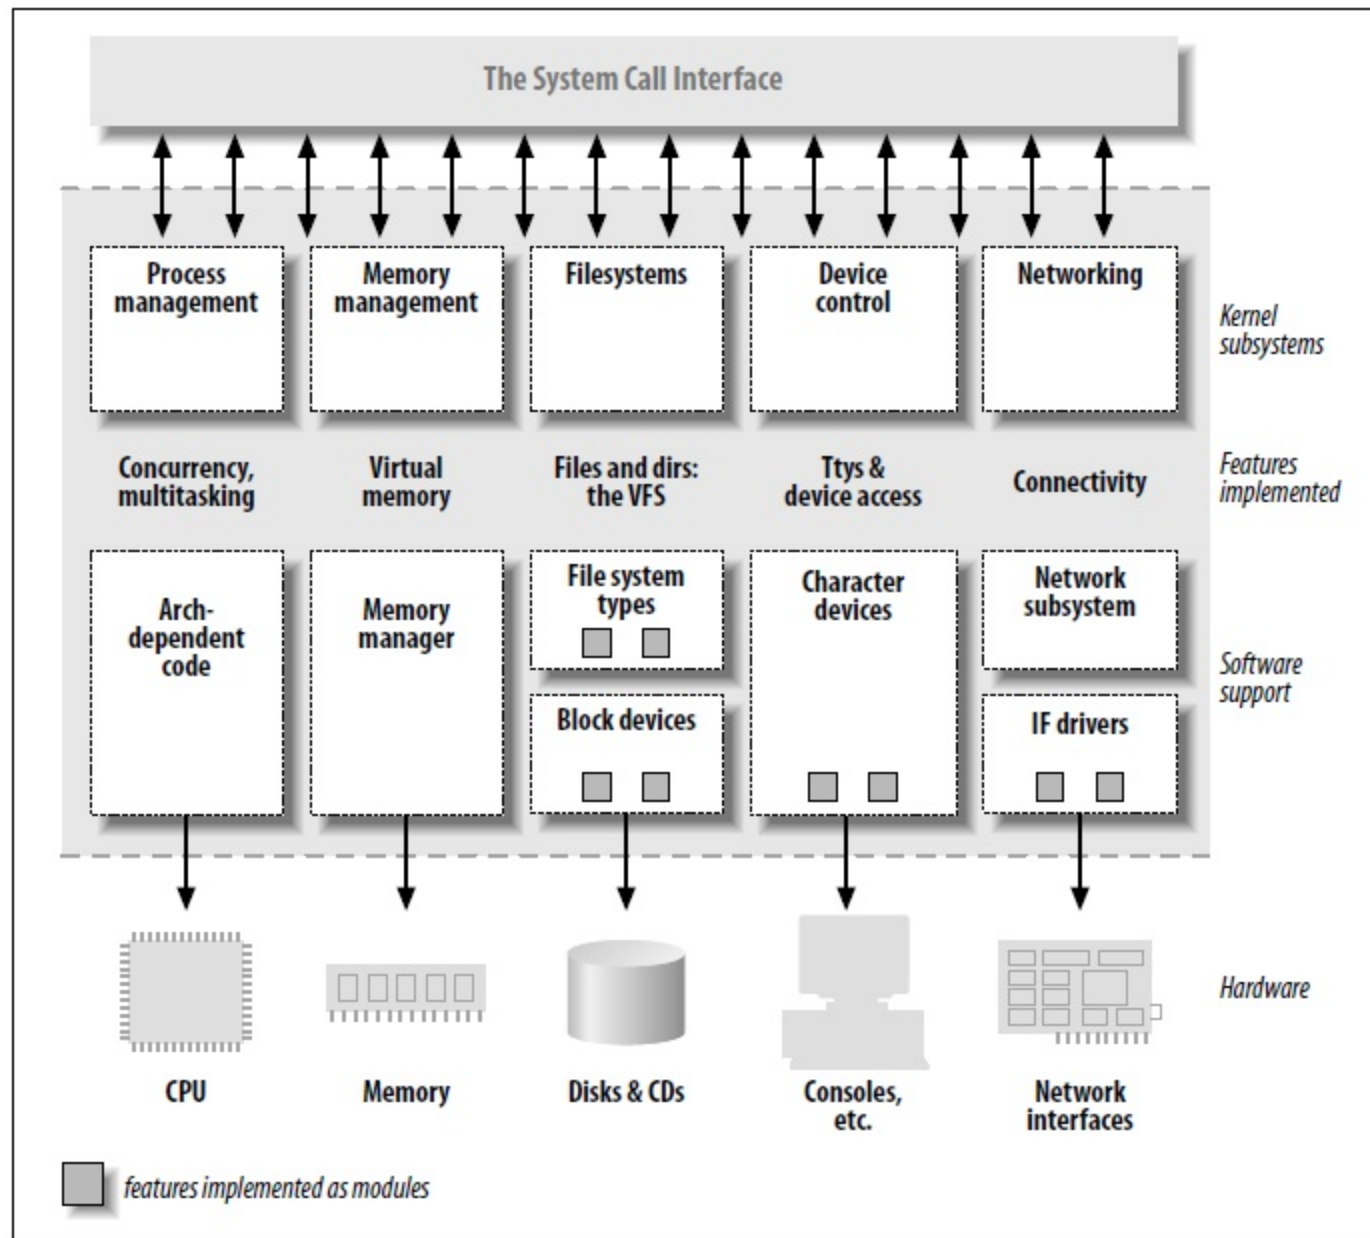 The System Call Interface
Process
management
Memory
management
Filesystems
Device
control
Networking
Kernel
subsystems
Concurrency,
multitasking
Virtual
memory
Files and dirs:
the VFS
Ttys &
device access
Connectivity
Features
implemented
Arch-
dependent
code
Memory
manager
File system
types
Block devices
Character
devices
Network
subsystem
IF drivers
Software
support
CPU
Memory
Disks & CDs
Consoles,
etc.
Network
interfaces
Hardware
features implemented as modules